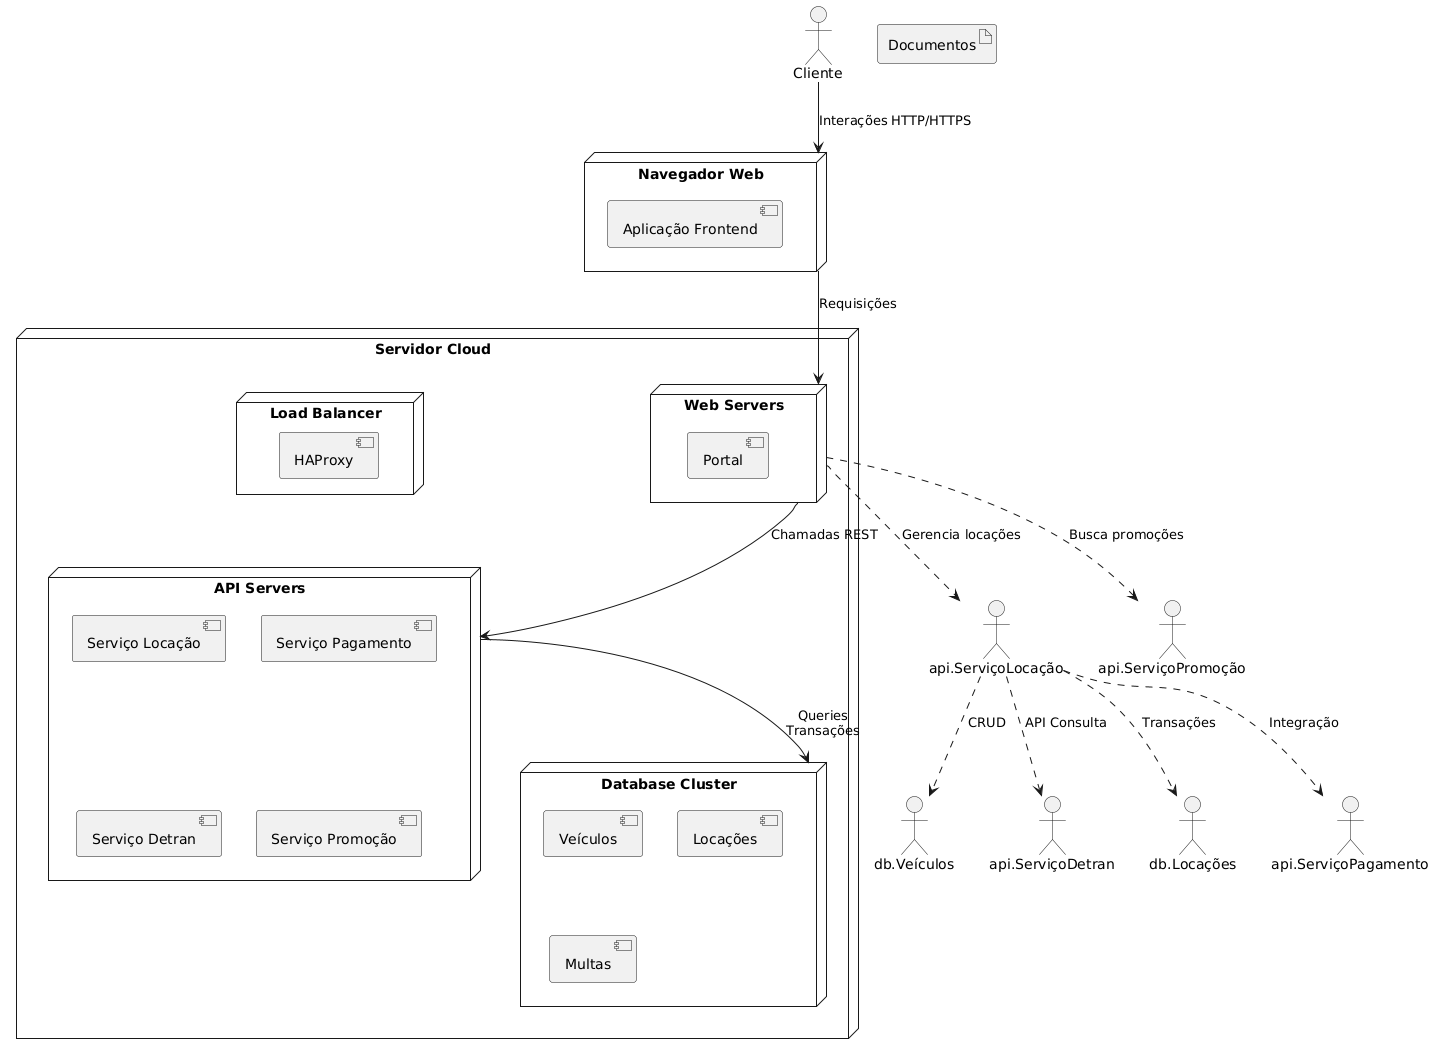 Cliente
Documentos
Interações HTTP/HTTPS
Navegador Web
Aplicação Frontend
Requisições
Servidor Cloud
Load Balancer
HAProxy
Web Servers
Portal
Chamadas REST
Gerencia locações
Busca promoções
API Servers
Serviço Locação
Serviço Pagamento
api.ServiçoLocação
api.ServiçoPromoção
Queries
Transações
CRUD
API Consulta
Transações
Integração
Serviço Detran
Serviço Promoção
Database Cluster
Veículos
Locações
Multas
db.Veículos
api.ServiçoDetran
db.Locações
api.ServiçoPagamento